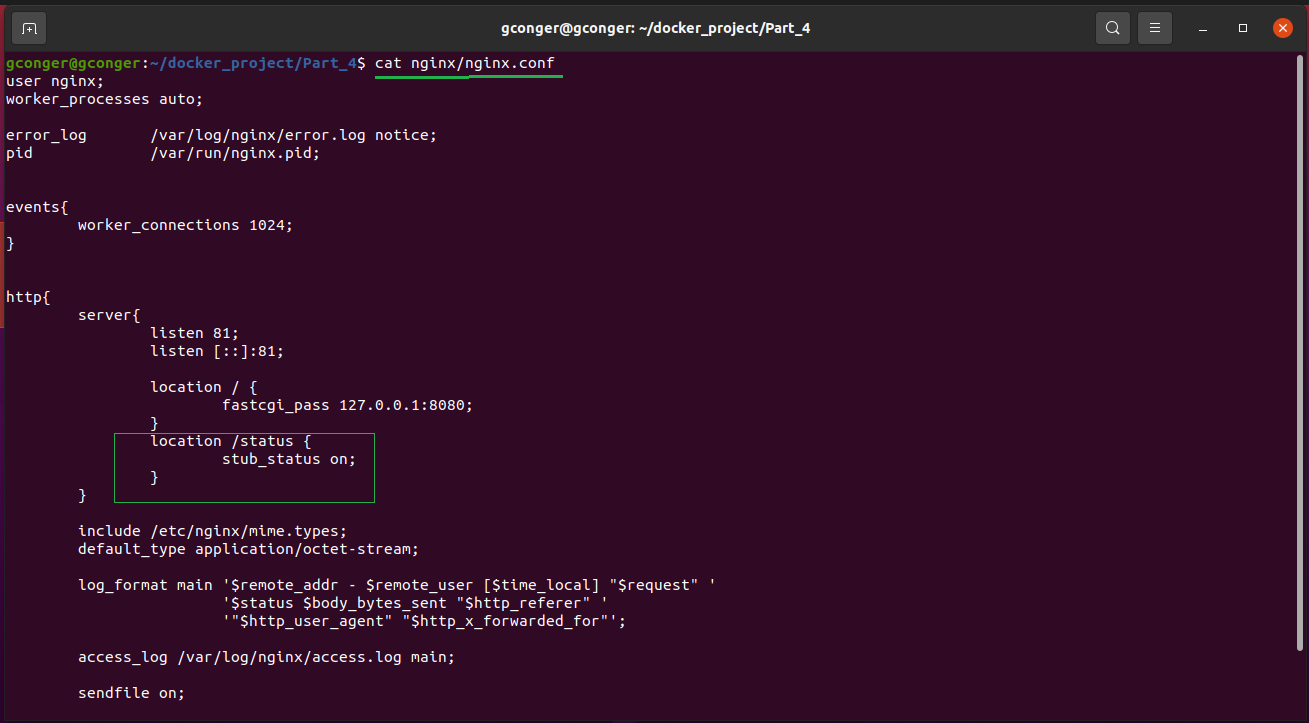 gconger@gconger: ~/docker_project/Part_4
gconger@gconger:~/docker_project/Part_4$ cat nginx/nginx.conf
user nginx;
worker_processes auto;
error_log       /var/log/nginx/error.log notice;
pid             /var/run/nginx.pid;
events{
        worker_connections 1024;
}
http{
        server{
                listen 81;
                listen [::]:81;
                location / {
                        fastcgi_pass 127.0.0.1:8080;
                }
                location /status {
                        stub_status on;
                }
        }
        include /etc/nginx/mime.types;
        default_type application/octet-stream;
        log_format main '$remote_addr - $remote_user [$time_local] "$request" '
                        '$status $body_bytes_sent "$http_referer" '
                        '"$http_user_agent" "$http_x_forwarded_for"';
        access_log /var/log/nginx/access.log main;
        sendfile on;